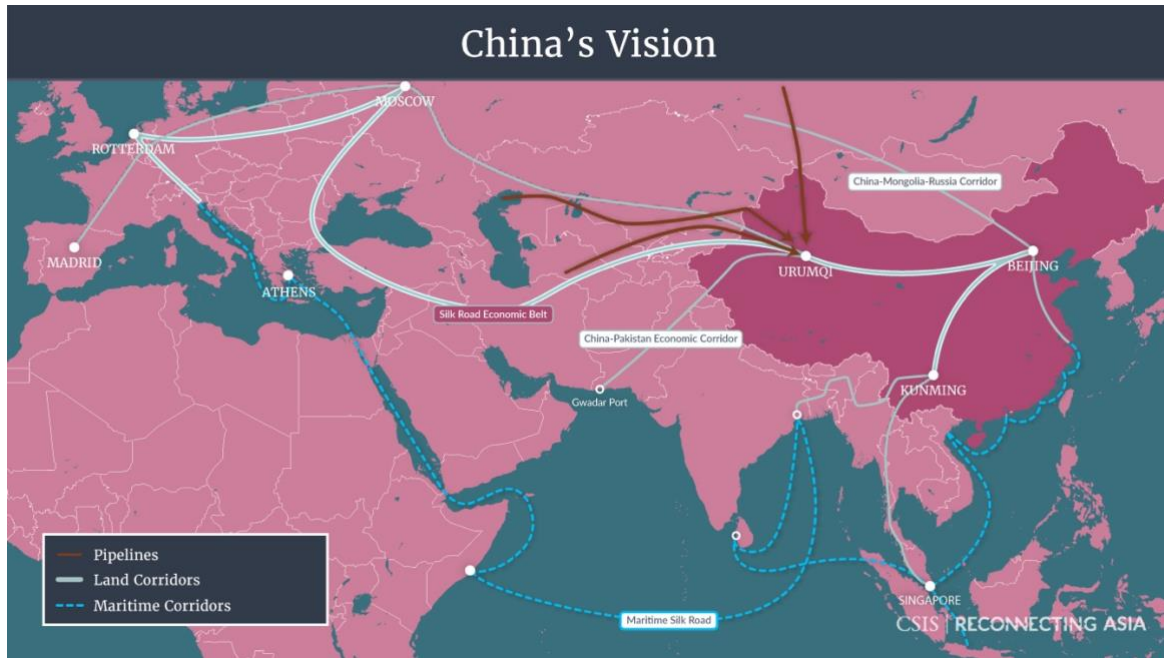 China's Vision
MOSCOW
ROTTERDAM
China-Mongolia-Russia Corridor
MADRID
URUMQI
BEIJING
ATHENS
Silk Road Economic Belt
China-Pakistan Economic Corridor
KUNMING
Gwadar Port
Pipelines
Land Corridors
Maritime Corridors
SINGAPORE
Maritime Silk Road
CSIS | RECONNECTING ASIA